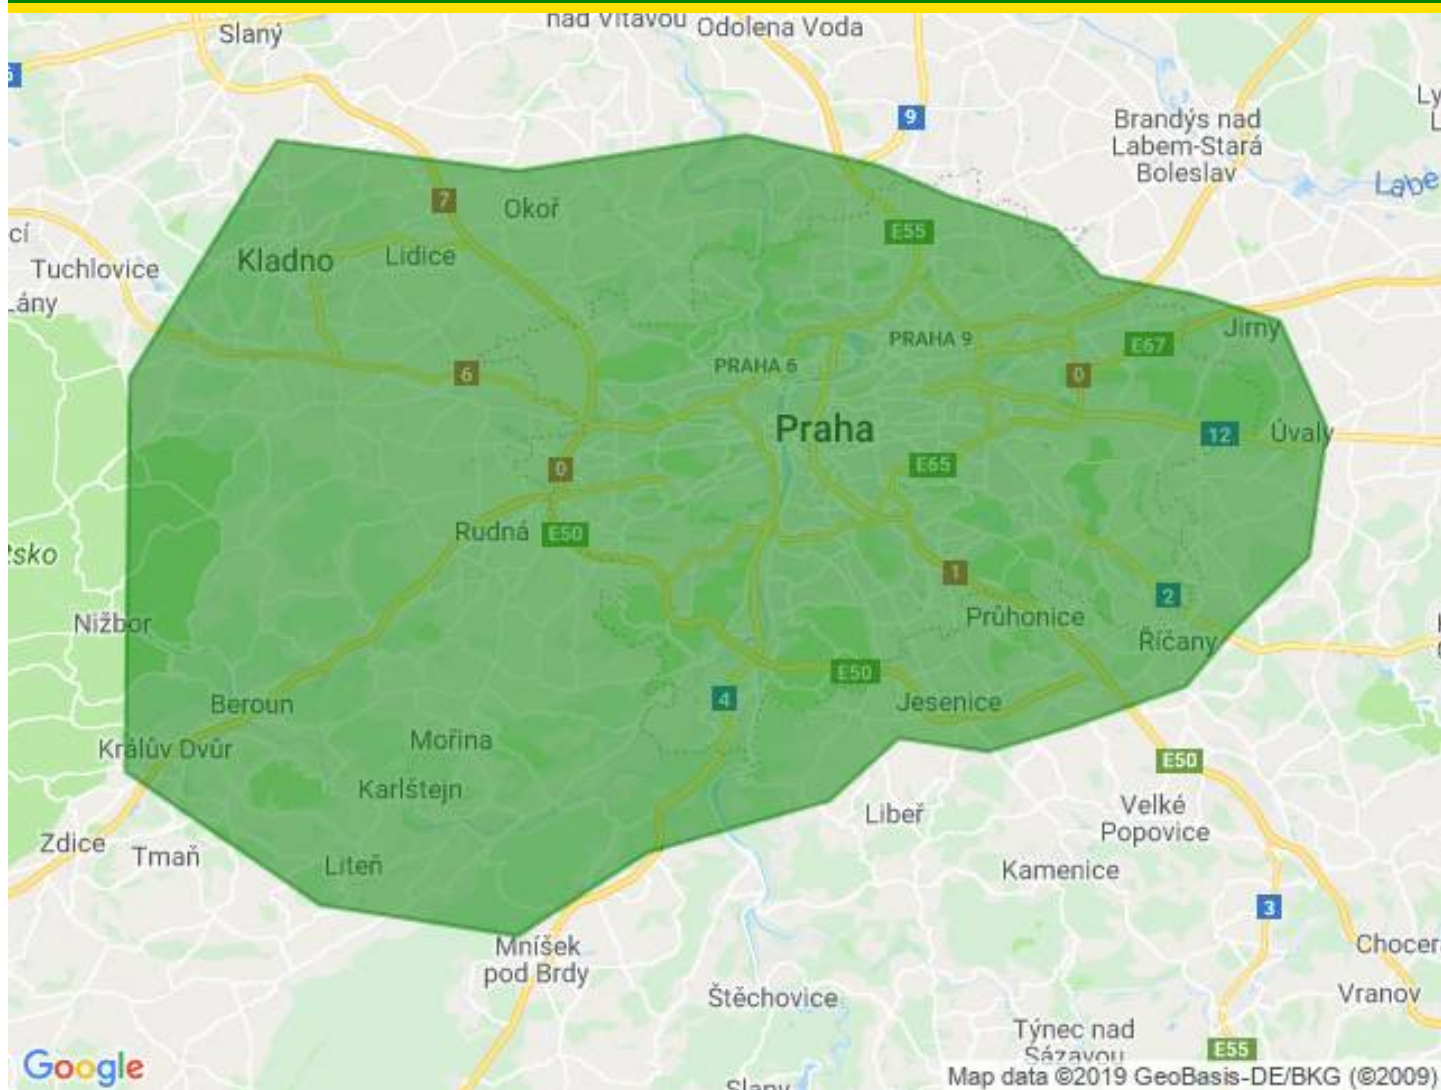 nad Vltavou
Odolena Voda
Slaný
9
Brandýs nad
Labem-Stará
Boleslav
Labe
7
Okoř
E55
Kladno
Lidice
Tuchlovice
Jirny
PRAHA 9
E67
PRAHA 6
6
0
Praha
12
Úvaly
0
E65
Rudná
E50
1
2
Nižbor
Průhonice
Říčany
E50
4
Jesenice
Beroun
Králův Dvůr
Mořina
E50
Karlštejn
Velké
Popovice
Libeř
Zdice
Tmaň
Liteň
Kamenice
3
Mníšek
pod Brdy
Chocer
Vranov
Štěchovice
Týnec nad
Sázavou
E55
Google
Map data ©2019 GeoBasis-DE/BKG (©2009)